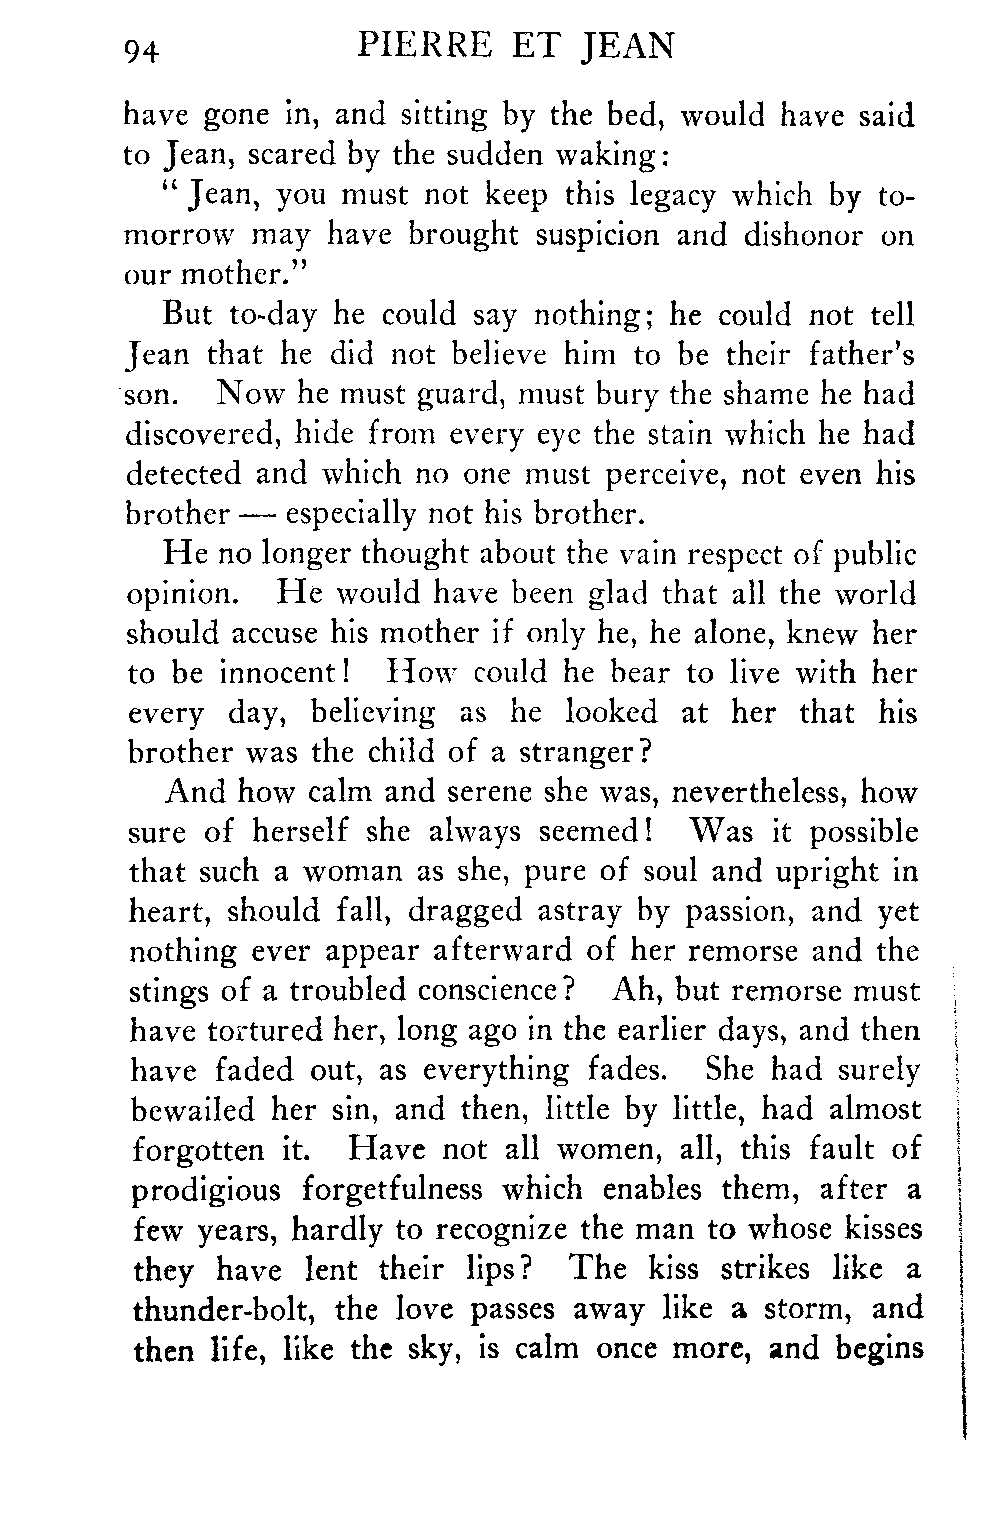 94 PIERRE ET JEAN
have gone in, and sitting by the bed, would have said
to Jean, scared by the sudden waking:
“ Jean, you must not keep this legacy which by to-
morrow may have brought suspicion and dishonor on
our mother.”
But to-day he could say nothing; he could not tell
Jean that he did not believe him to be their father's
son. Now he must guard, must bury the shame he had
discovered, hide from every eye the stain which he had
detected and which no one must perceive, not even his
brother — especially not his brother.
He no longer thought about the vain respect of public
opinion. He would have been glad that all the world
should accuse his mother if only he, he alone, knew her
to be innocent! How could he bear to live with her
every day, believing as he looked at her that his
brother was the child of a stranger?
And how calm and serene she was, nevertheless, how
sure of herself she always seemed! Was it possible
that such a woman as she, pure of soul and upright in
heart, should fall, dragged astray by passion, and yet
nothing ever appear afterward of her remorse and the
stings of a troubled conscience? Ah, but remorse must
have tortured her, long ago in the earlier days, and then
have faded out, as everything fades. She had surely
bewailed her sin, and then, little by little, had almost
forgotten it. Have not all women, all, this fault of
prodigious forgetfulness which enables them, after a
few years, hardly to recognize the man to whose kisses
they have lent their lips? The kiss strikes like a
thunder-bolt, the love passes away like a storm, and
then life, like the sky, is calm once more, and begins